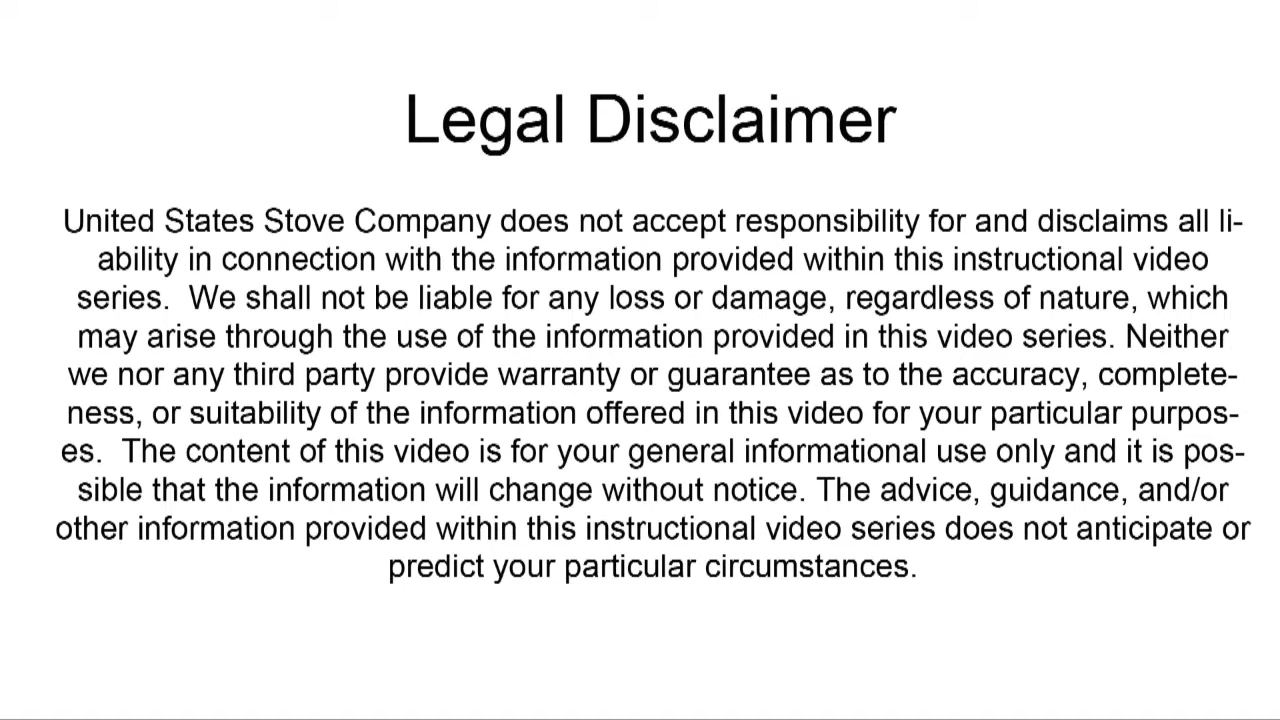 Legal Disclaimer
United States Stove Company does not accept responsibility for and disclaims all li-
ability in connection with the information provided within this instructional video
series.  We shall not be liable for any loss or damage, regardless of nature, which
may arise through the use of the information provided in this video series. Neither
we nor any third party provide warranty or guarantee as to the accuracy, complete-
ness, or suitability of the information offered in this video for your particular purpos-
es.  The content of this video is for your general informational use only and it is pos-
sible that the information will change without notice. The advice, guidance, and/or
other information provided within this instructional video series does not anticipate or
predict your particular circumstances.